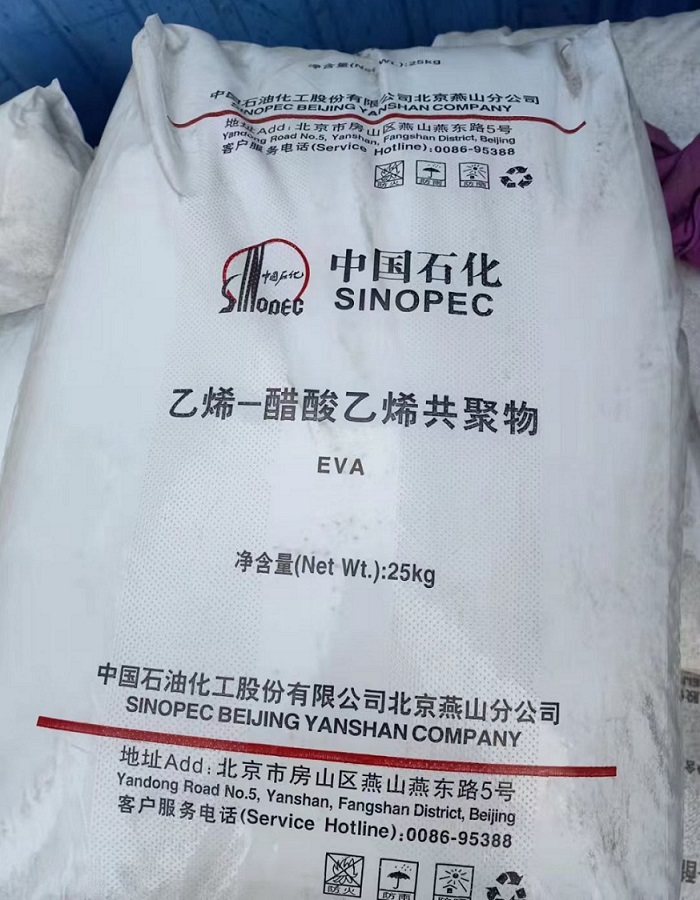 净含量(Net Wt.):25kg
中国石油化工股份有限公司北京燕山分公司
SINOPEC BEIJING YANSHAN COMPANY
地址Add:北京市房山区燕山燕东路5号
Yandong Road No.5, Yanshan, Fangshan District, Beijing
客户服务电话(Service Hotline):0086-95388
防火 防雨 防晒
中国石化
SINOPEC
中国石化
SINOPEC
乙烯－醋酸乙烯共聚物
EVA
净含量(Net Wt.):25kg
中国石油化工股份有限公司北京燕山分公司
SINOPEC BEIJING YANSHAN COMPANY
地址Add:北京市房山区燕山燕东路5号
Yandong Road No.5, Yanshan, Fangshan District, Beijing
客户服务电话(Service Hotline):0086-95388
防火 防雨